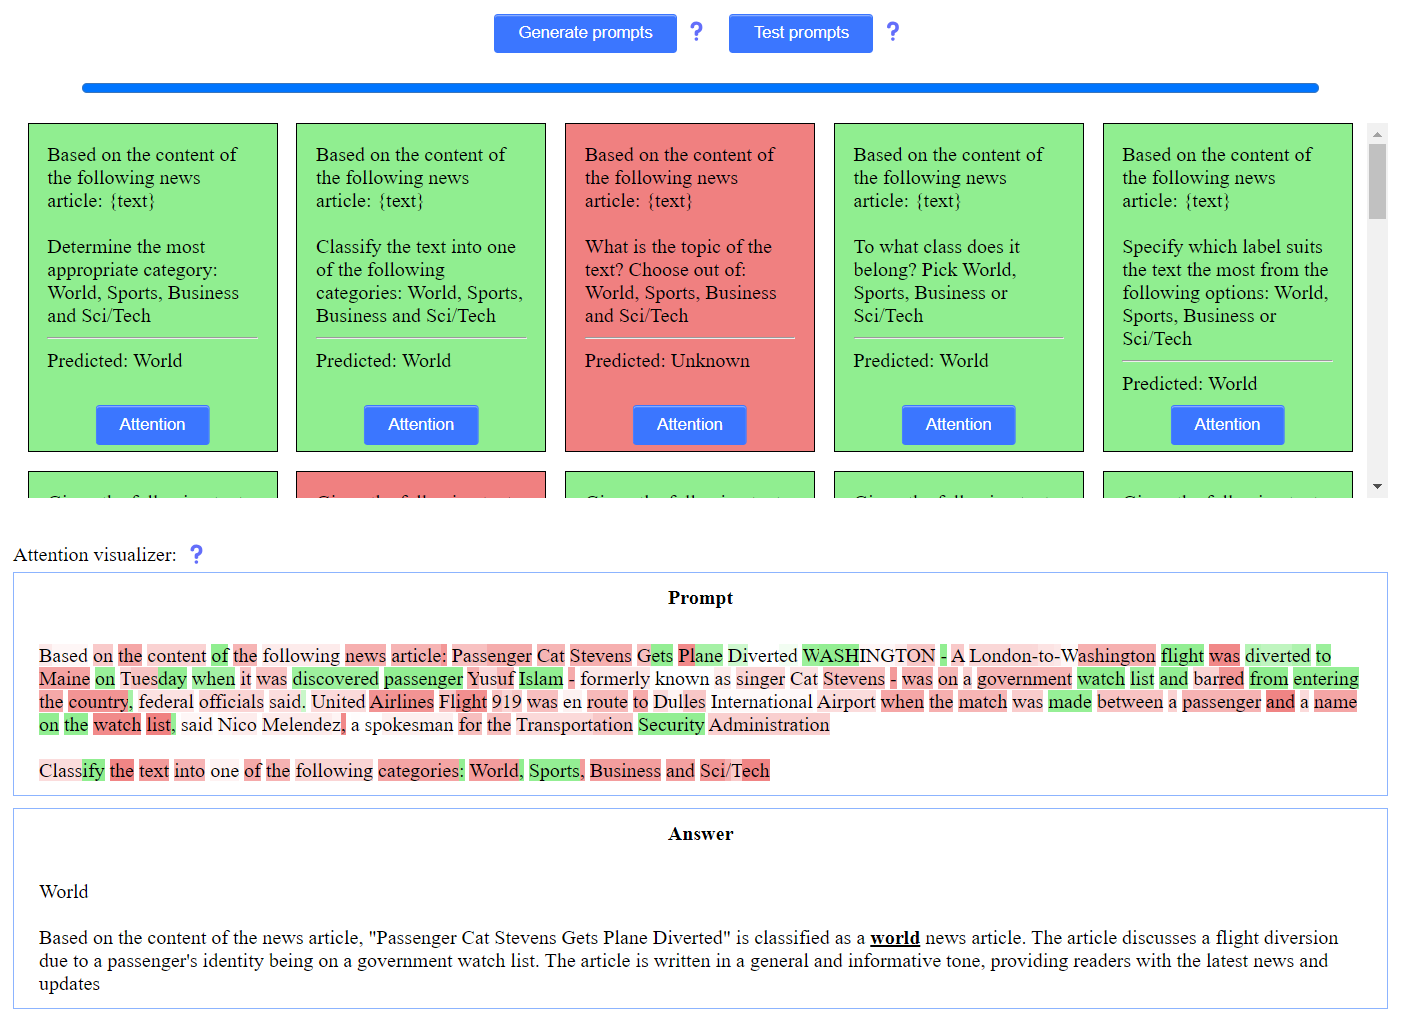 Generate prompts ? Test prompts ?
Based on the content of
the following news
article: {text}
Determine the most
appropriate category:
World, Sports, Business
and Sci/Tech
Predicted: World
Attention
Based on the content of
the following news
article: {text}
Classify the text into one
of the following
categories: World, Sports,
Business and Sci/Tech
Predicted: World
Attention
Based on the content of
the following news
article: {text}
What is the topic of the
text? Choose out of:
World, Sports, Business
and Sci/Tech
Predicted: Unknown
Attention
Based on the content of
the following news
article: {text}
To what class does it
belong? Pick World,
Sports, Business or
Sci/Tech
Predicted: World
Attention
Based on the content of
the following news
article: {text}
Specify which label suits
the text the most from the
following options: World,
Sports, Business or
Sci/Tech
Predicted: World
Attention
Attention visualizer: ?
Prompt
Based on the content of the following news article: Passenger Cat Stevens Gets Plane Diverted WASHINGTON - A London-to-Washington flight was diverted to
Maine on Tuesday when it was discovered passenger Yusuf Islam - formerly known as singer Cat Stevens - was on a government watch list and barred from entering
the country, federal officials said. United Airlines Flight 919 was en route to Dulles International Airport when the match was made between a passenger and a name
on the watch list, said Nico Melendez, a spokesman for the Transportation Security Administration
Classify the text into one of the following categories: World, Sports, Business and Sci/Tech
Answer
World
Based on the content of the news article, "Passenger Cat Stevens Gets Plane Diverted" is classified as a world news article. The article discusses a flight diversion
due to a passenger's identity being on a government watch list. The article is written in a general and informative tone, providing readers with the latest news and
updates